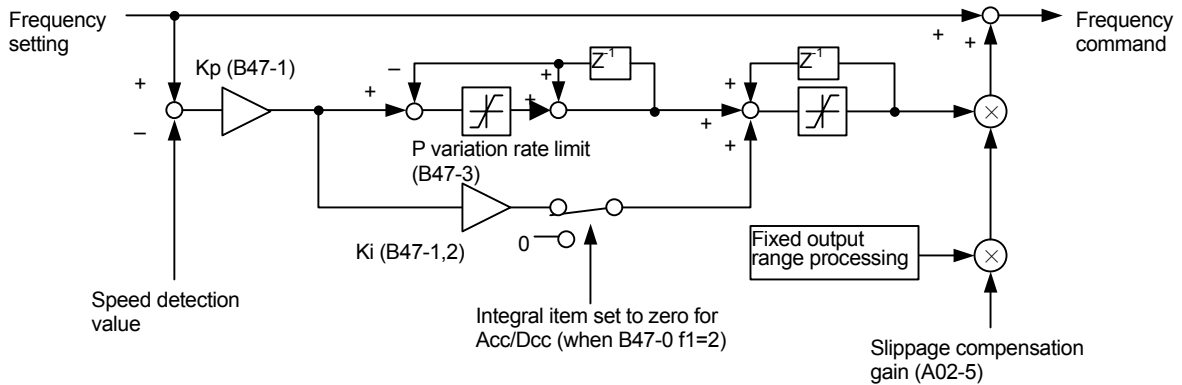 Frequency
setting
Frequency
command
+
+
Kp (B47-1)
Z-1
Z-1
+
−
+
+
+
+
−
+
+
P variation rate limit
(B47-3)
Ki (B47-1,2)
0
Fixed output
range processing
×
×
Speed detection
value
Integral item set to zero for
Acc/Dcc (when B47-0 f1=2)
Slippage compensation
gain (A02-5)